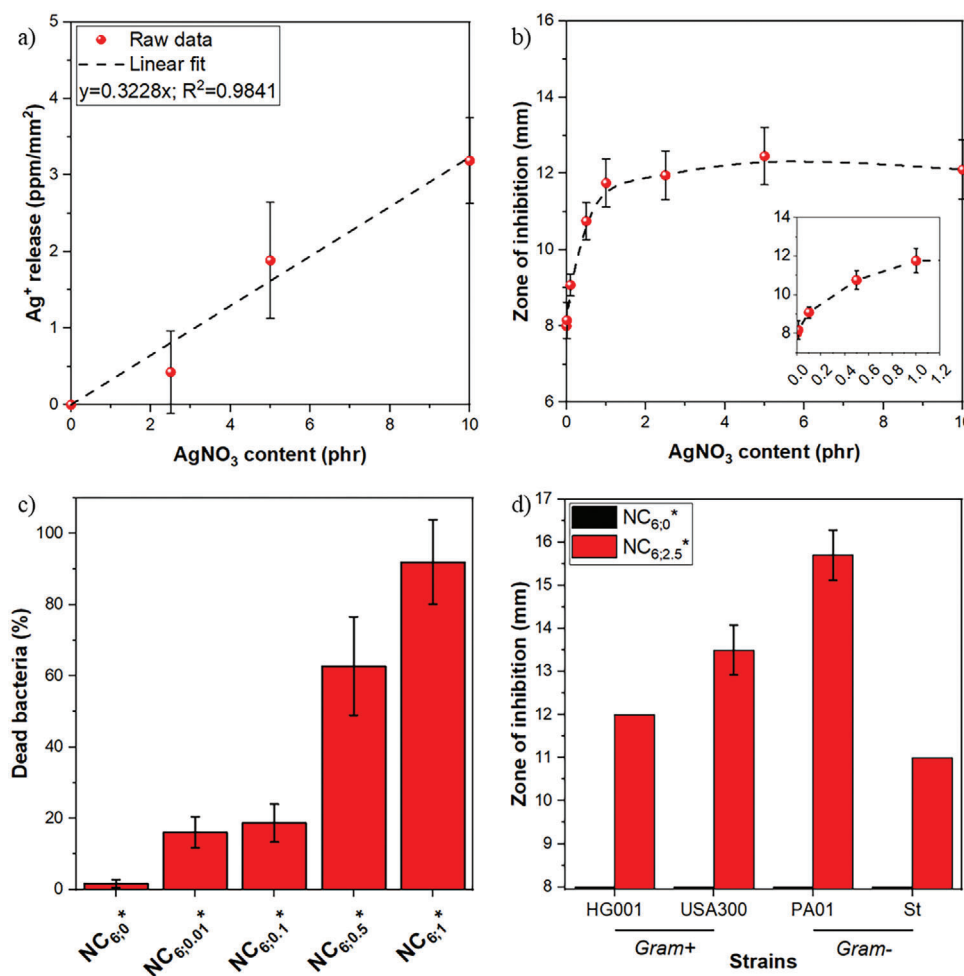 a)
Raw data
Linear fit
y=0.3228x; R²=0.9841
5
4
3
2
1
0
Ag⁺ release (ppm/mm²)
0 2 4 6 8 10
AgNO₃ content (phr)
b)
16
14
12
10
8
6
Zone of inhibition (mm)
14
12
10
8
0.0 0.2 0.4 0.6 0.8 1.0 1.2
0 2 4 6 8 10
AgNO₃ content (phr)
c)
100
80
60
40
20
0
Dead bacteria (%)
NC₆;₀* NC₆;₀.₀₁* NC₆;₀.₁* NC₆;₀.₅* NC₆;₁*
d)
NC₆;₀*
NC₆;₂.₅*
17
16
15
14
13
12
11
10
9
8
Zone of inhibition (mm)
HG001 USA300 PA01 St
Gram+ Gram-
Strains